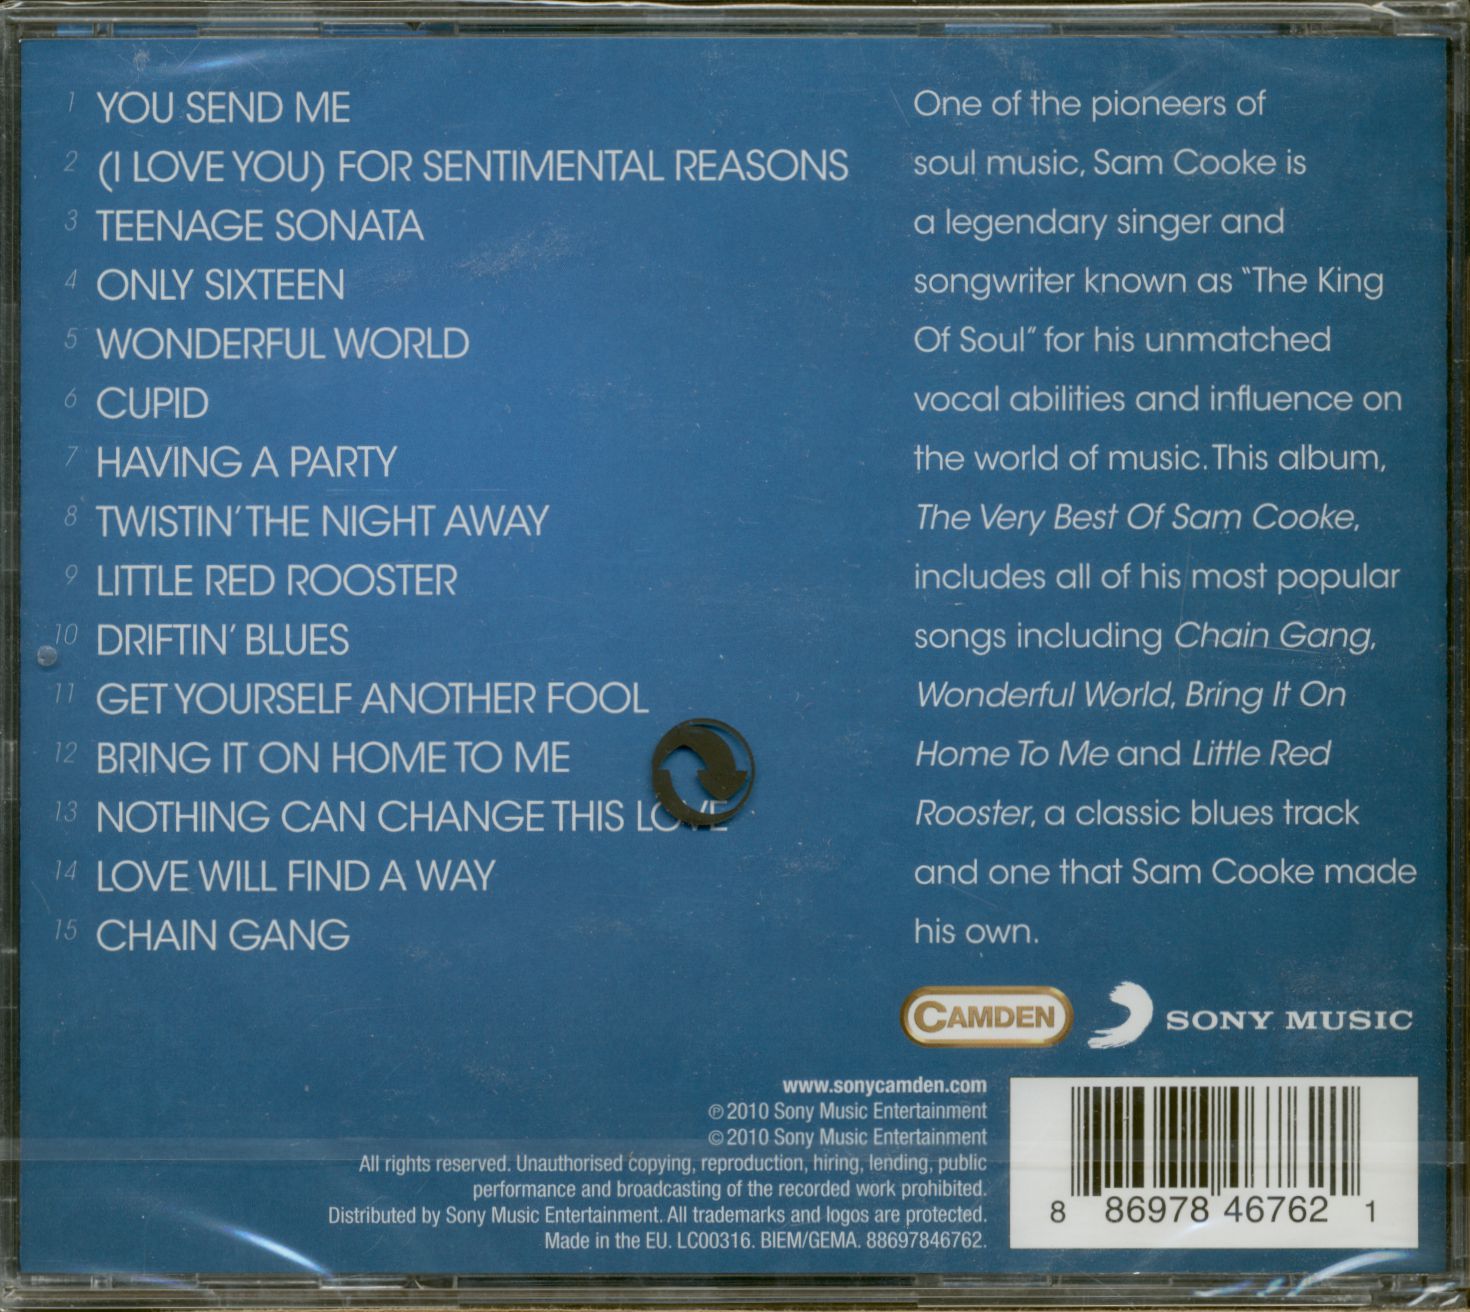 1 YOU SEND ME
2 (I LOVE YOU) FOR SENTIMENTAL REASONS
3 TEENAGE SONATA
4 ONLY SIXTEEN
5 WONDERFUL WORLD
6 CUPID
7 HAVING A PARTY
8 TWISTIN' THE NIGHT AWAY
9 LITTLE RED ROOSTER
10 DRIFTIN' BLUES
11 GET YOURSELF ANOTHER FOOL
12 BRING IT ON HOME TO ME
13 NOTHING CAN CHANGE THIS LOVE
14 LOVE WILL FIND A WAY
15 CHAIN GANG
One of the pioneers of
soul music, Sam Cooke is
a legendary singer and
songwriter known as “The King
Of Soul” for his unmatched
vocal abilities and influence on
the world of music. This album,
The Very Best Of Sam Cooke,
includes all of his most popular
songs including Chain Gang,
Wonderful World, Bring It On
Home To Me and Little Red
Rooster, a classic blues track
and one that Sam Cooke made
his own.
CAMDEN
SONY MUSIC
www.sonycamden.com
℗ 2010 Sony Music Entertainment
© 2010 Sony Music Entertainment
All rights reserved. Unauthorised copying, reproduction, hiring, lending, public
performance and broadcasting of the recorded work prohibited.
Distributed by Sony Music Entertainment. All trademarks and logos are protected.
Made in the EU. LC00316. BIEM/GEMA. 88697846762.
8 86978 46762 1